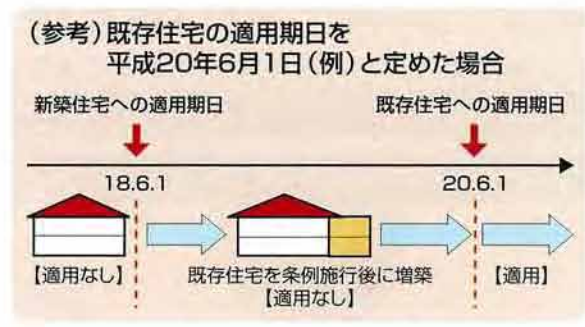 (参考)既存住宅の適用期日を
平成20年6月1日(例)と定めた場合
新築住宅への適用期日
既存住宅への適用期日
18.6.1
20.6.1
【適用なし】
既存住宅を条例施行後に増築
【適用なし】
【適用】